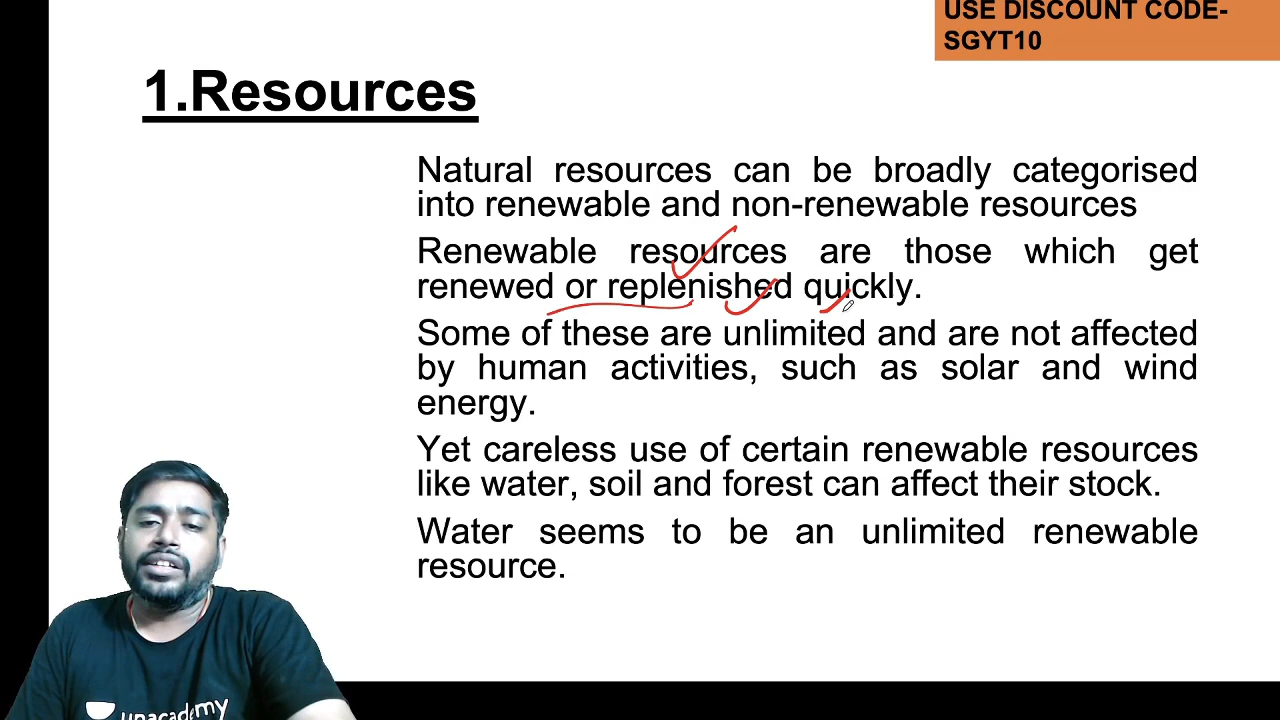 USE DISCOUNT CODE-
SGYT10
1.Resources
Natural resources can be broadly categorised
into renewable and non-renewable resources
Renewable resources are those which get
renewed or replenished quickly.
Some of these are unlimited and are not affected
by human activities, such as solar and wind
energy.
Yet careless use of certain renewable resources
like water, soil and forest can affect their stock.
Water seems to be an unlimited renewable
resource.
unacademy